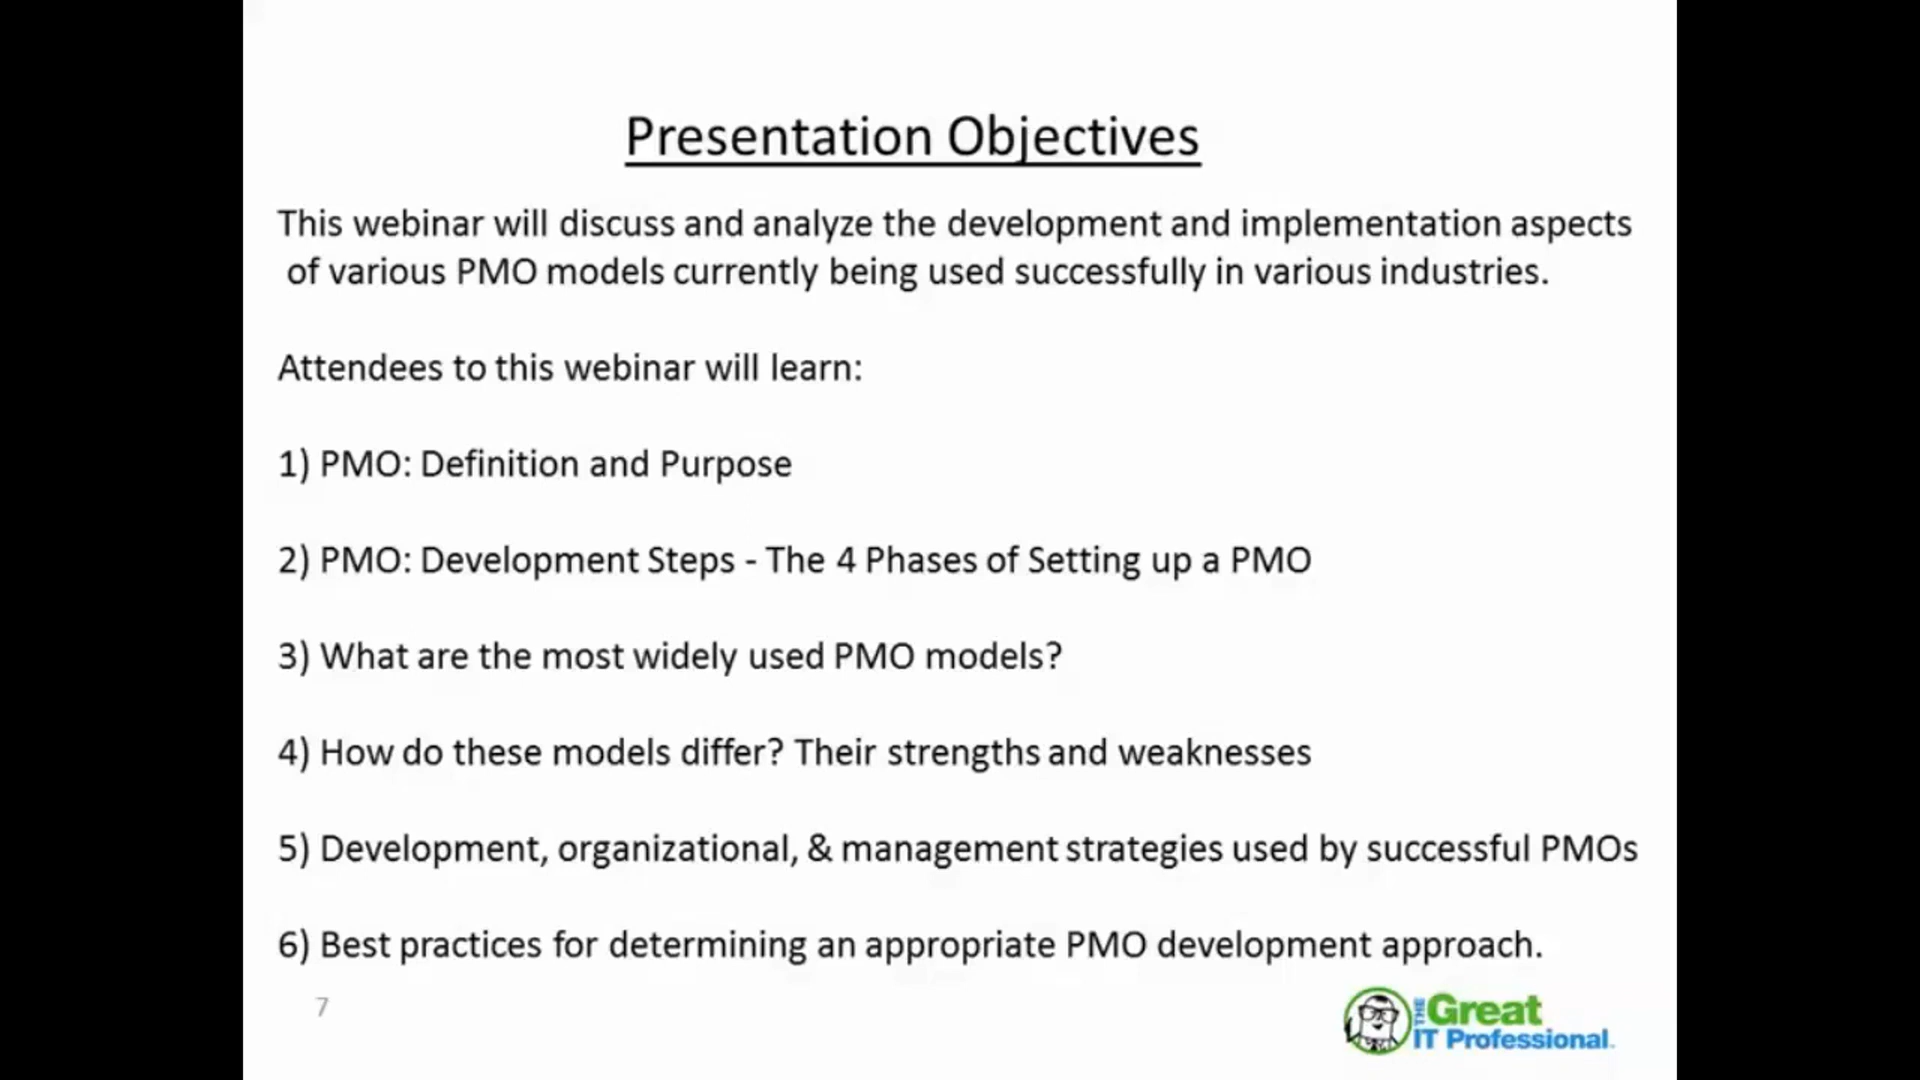 Presentation Objectives
This webinar will discuss and analyze the development and implementation aspects
of various PMO models currently being used successfully in various industries.
Attendees to this webinar will learn:
1) PMO: Definition and Purpose
2) PMO: Development Steps - The 4 Phases of Setting up a PMO
3) What are the most widely used PMO models?
4) How do these models differ? Their strengths and weaknesses
5) Development, organizational, & management strategies used by successful PMOs
6) Best practices for determining an appropriate PMO development approach.
7
THE Great
IT Professional